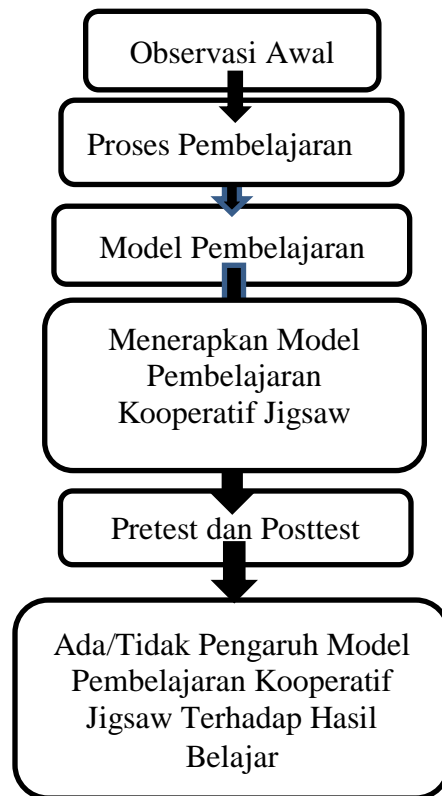 Observasi Awal
Proses Pembelajaran
Model Pembelajaran
Menerapkan Model
Pembelajaran
Kooperatif Jigsaw
Pretest dan Posttest
Ada/Tidak Pengaruh Model
Pembelajaran Kooperatif
Jigsaw Terhadap Hasil
Belajar